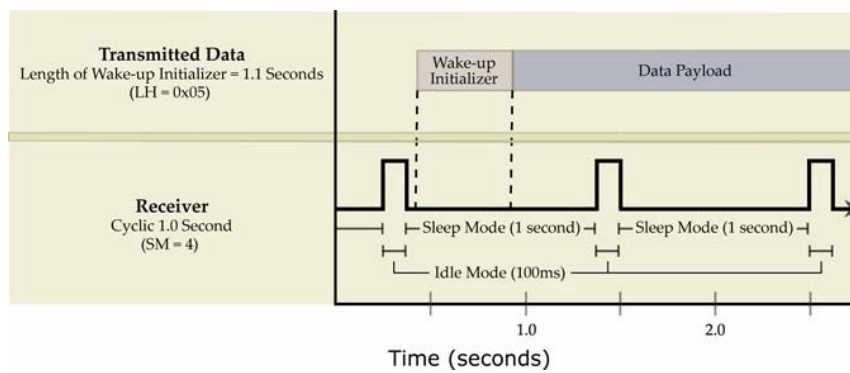 Transmitted Data
Length of Wake-up Initializer = 1.1 Seconds
(LH = 0x05)
Wake-up
Initializer
Data Payload
Receiver
Cyclic 1.0 Second
(SM = 4)
Sleep Mode (1 second)
Sleep Mode (1 second)
Idle Mode (100ms)
1.0
2.0
Time (seconds)